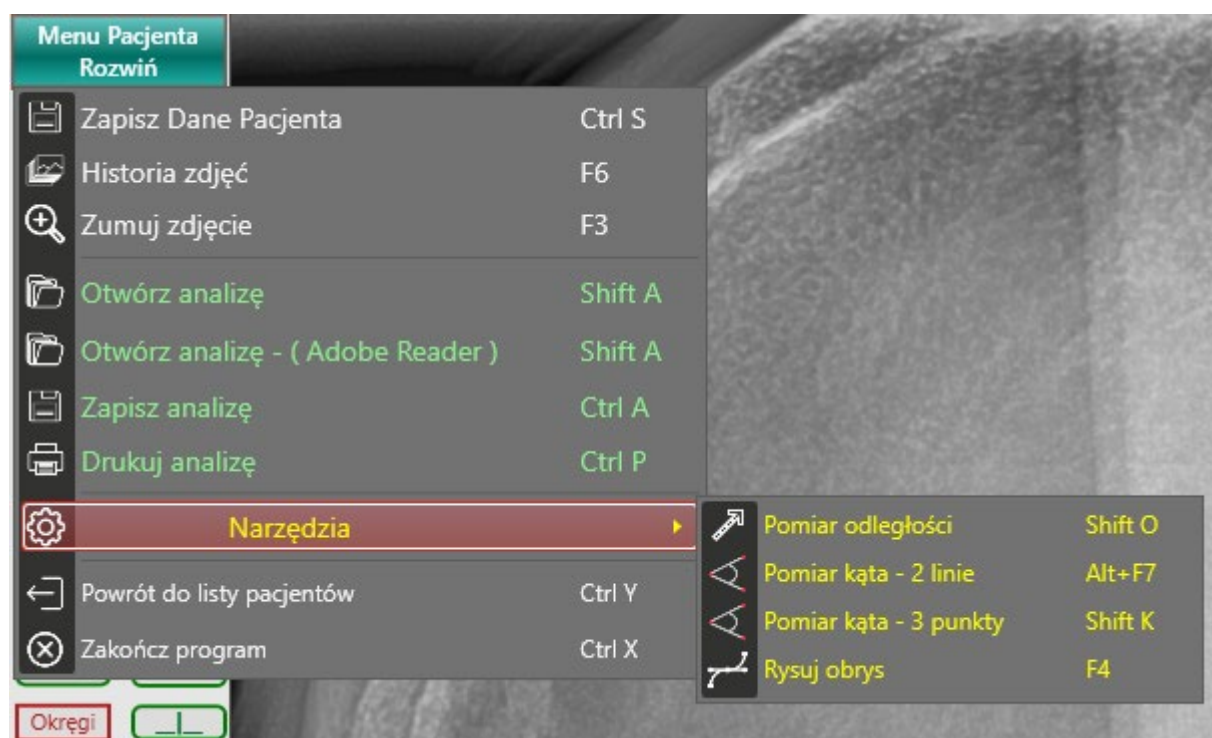 Menu Pacjenta
Rozwiń
Zapisz Dane Pacjenta Ctrl S
Historia zdjęć F6
Zumuj zdjęcie F3
Otwórz analizę Shift A
Otwórz analizę - ( Adobe Reader ) Shift A
Zapisz analizę Ctrl A
Drukuj analizę Ctrl P
Narzędzia
Pomiar odległości Shift O
Pomiar kąta - 2 linie Alt+F7
Pomiar kąta - 3 punkty Shift K
Rysuj obrys F4
Powrót do listy pacjentów Ctrl Y
Zakończ program Ctrl X
Okręgi